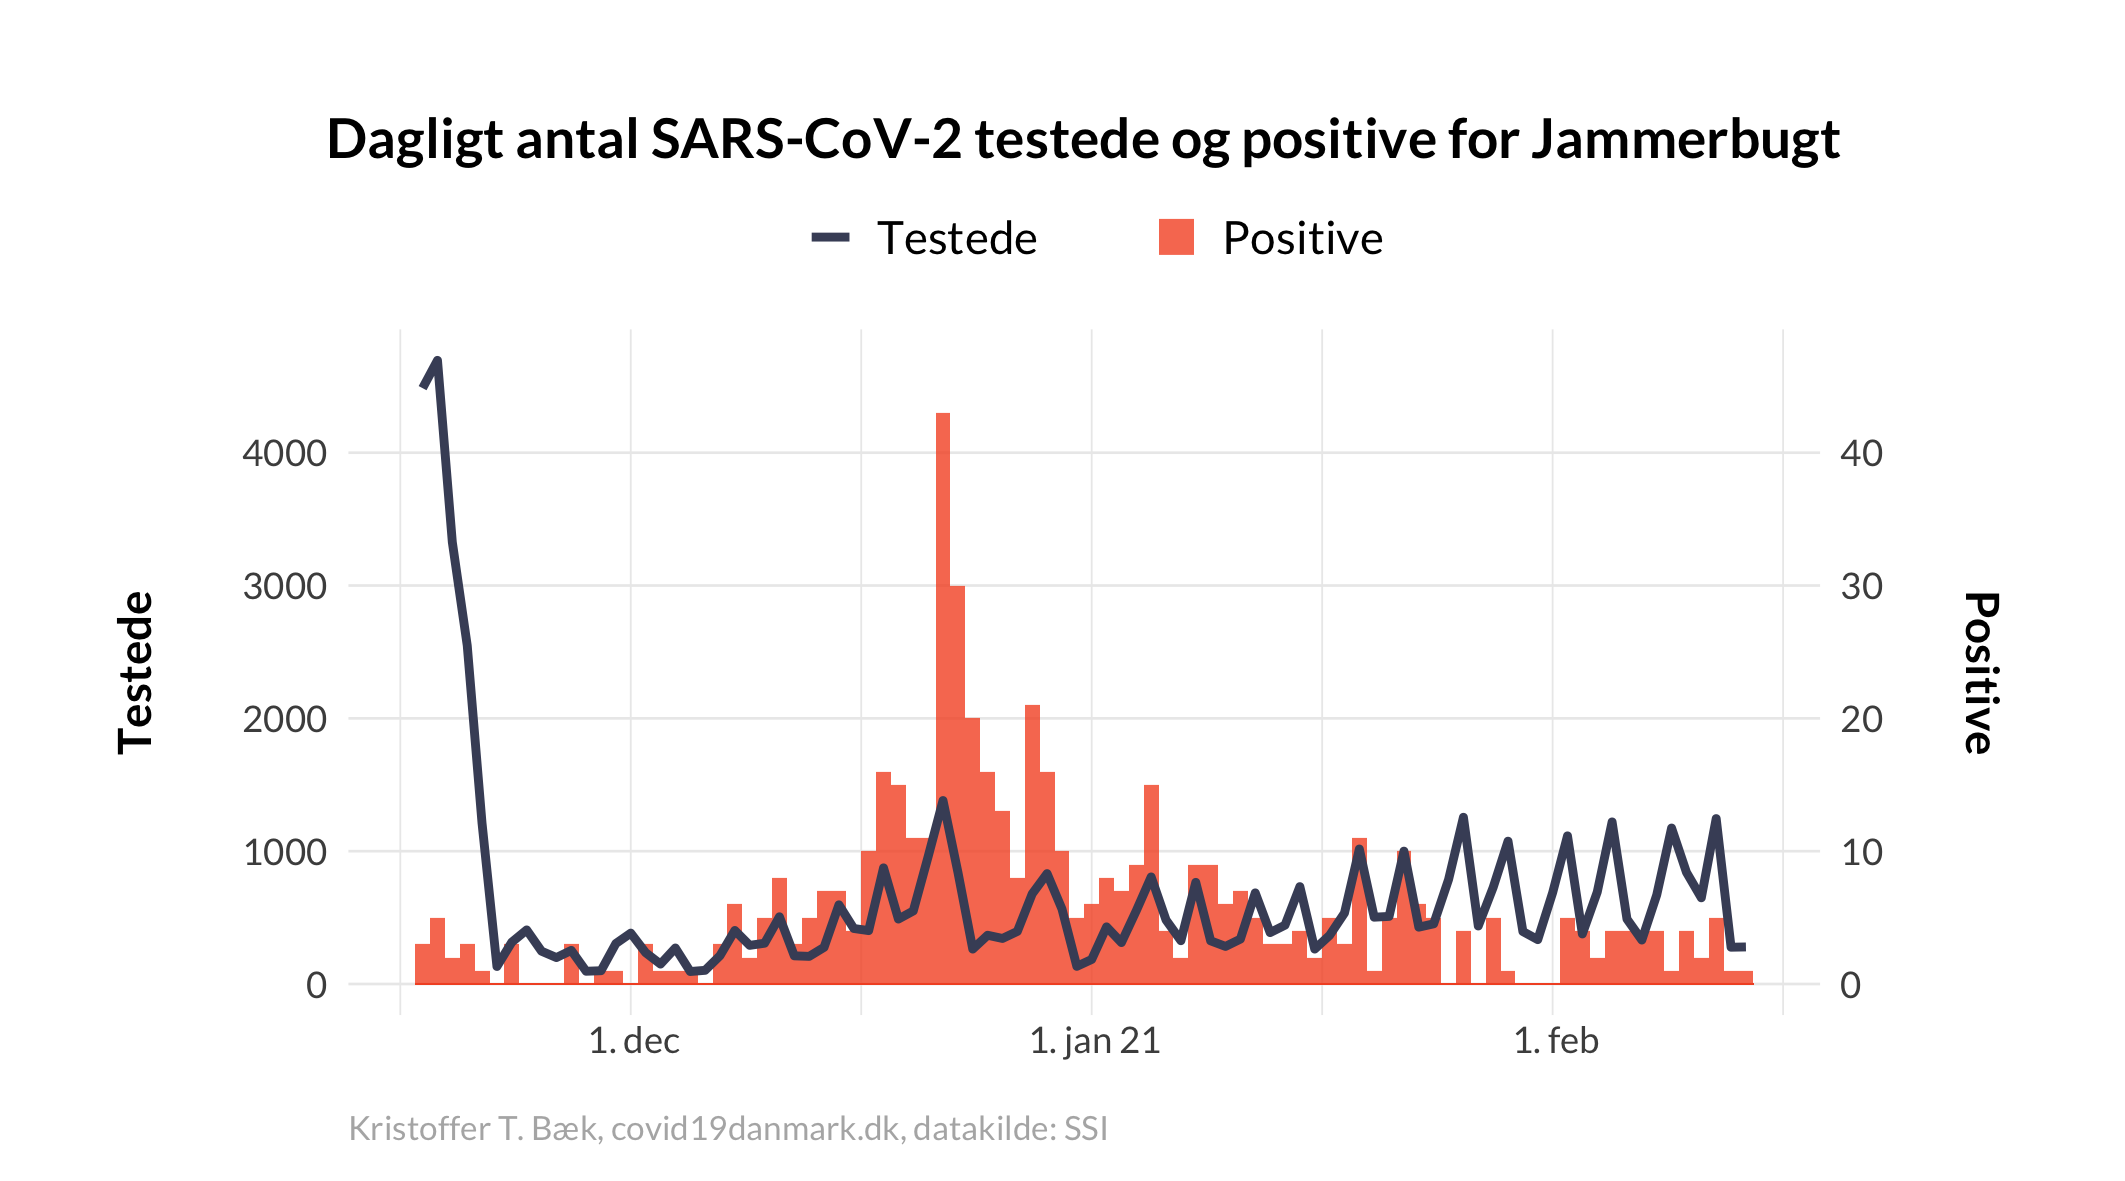 Dagligt antal SARS-CoV-2 testede og positive for Jammerbugt
Testede Positive
4000
3000
2000
1000
0
Testede
40
30
20
10
0
Positive
1. dec 1. jan 21 1. feb
Kristoffer T. Bæk, covid19danmark.dk, datakilde: SSI